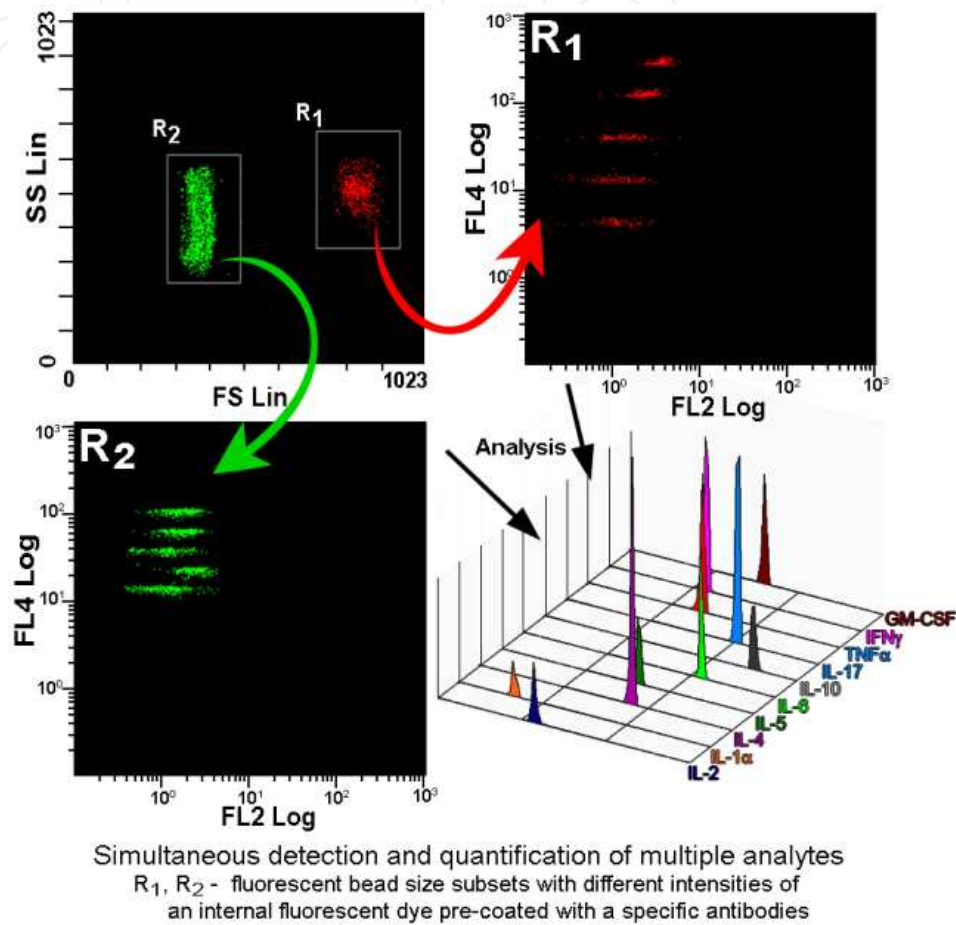 1023
SS Lin
0
R2
R1
0
1023
FS Lin
R1
10³
10²
10¹
10⁰
FL4 Log
10⁰
10¹
10²
10³
FL2 Log
R2
10³
10²
10¹
10⁰
FL4 Log
10⁰
10¹
10²
10³
FL2 Log
Analysis
GM-CSF
IFNγ
TNFα
IL-17
IL-10
IL-6
IL-5
IL-4
IL-1α
IL-2
Simultaneous detection and quantification of multiple analytes
R1, R2 - fluorescent bead size subsets with different intensities of
an internal fluorescent dye pre-coated with a specific antibodies